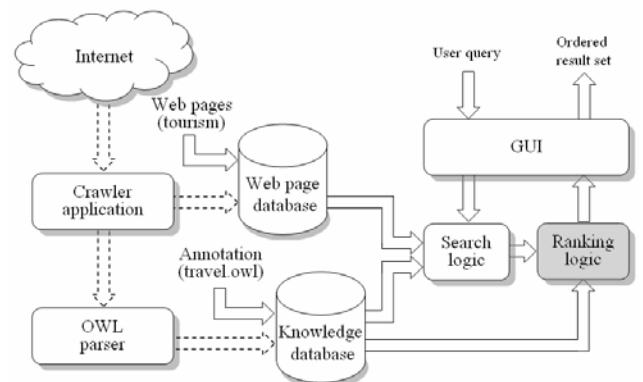 Internet
User query
Ordered
result set
Web pages
(tourism)
GUI
Crawler
application
Web page
database
Search
logic
Ranking
logic
Annotation
(travel.owl)
OWL
parser
Knowledge
database